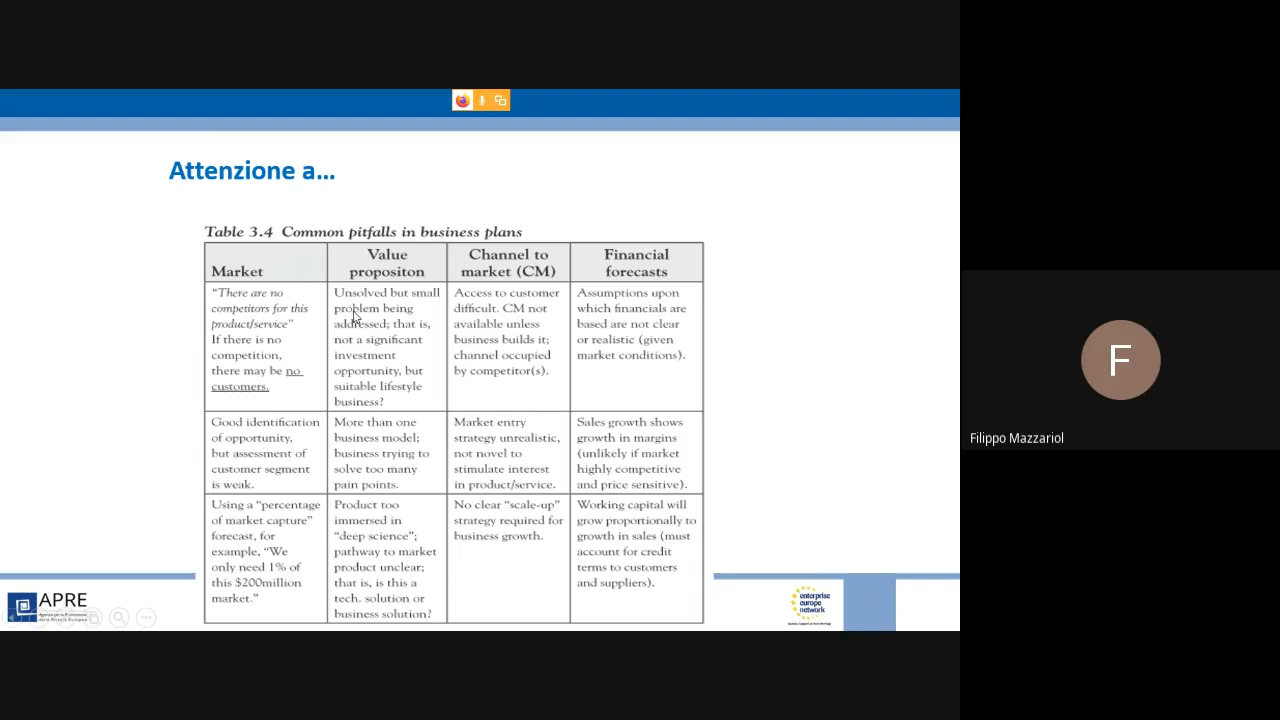 Attenzione a...
Table 3.4 Common pitfalls in business plans
Market
Value
propositon
Channel to
market (CM)
Financial
forecasts
“There are no
competitors for this
product/service”
If there is no
competition,
there may be no
customers.
Unsolved but small
problem being
addressed; that is,
not a significant
investment
opportunity, but
suitable lifestyle
business?
Access to customer
difficult. CM not
available unless
business builds it;
channel occupied
by competitor(s).
Assumptions upon
which financials are
based are not clear
or realistic (given
market conditions).
Good identification
of opportunity,
but assessment of
customer segment
is weak.
More than one
business model;
business trying to
solve too many
pain points.
Market entry
strategy unrealistic,
not novel to
stimulate interest
in product/service.
Sales growth shows
growth in margins
(unlikely if market
highly competitive
and price sensitive).
Using a “percentage
of market capture”
forecast, for
example, “We
only need 1% of
this $200million
market.”
Product too
immersed in
“deep science”;
pathway to market
product unclear;
that is, is this a
tech. solution or
business solution?
No clear “scale-up”
strategy required for
business growth.
Working capital will
grow proportionally to
growth in sales (must
account for credit
terms to customers
and suppliers).
APRE
enterprise
europe
network
F
Filippo Mazzariol